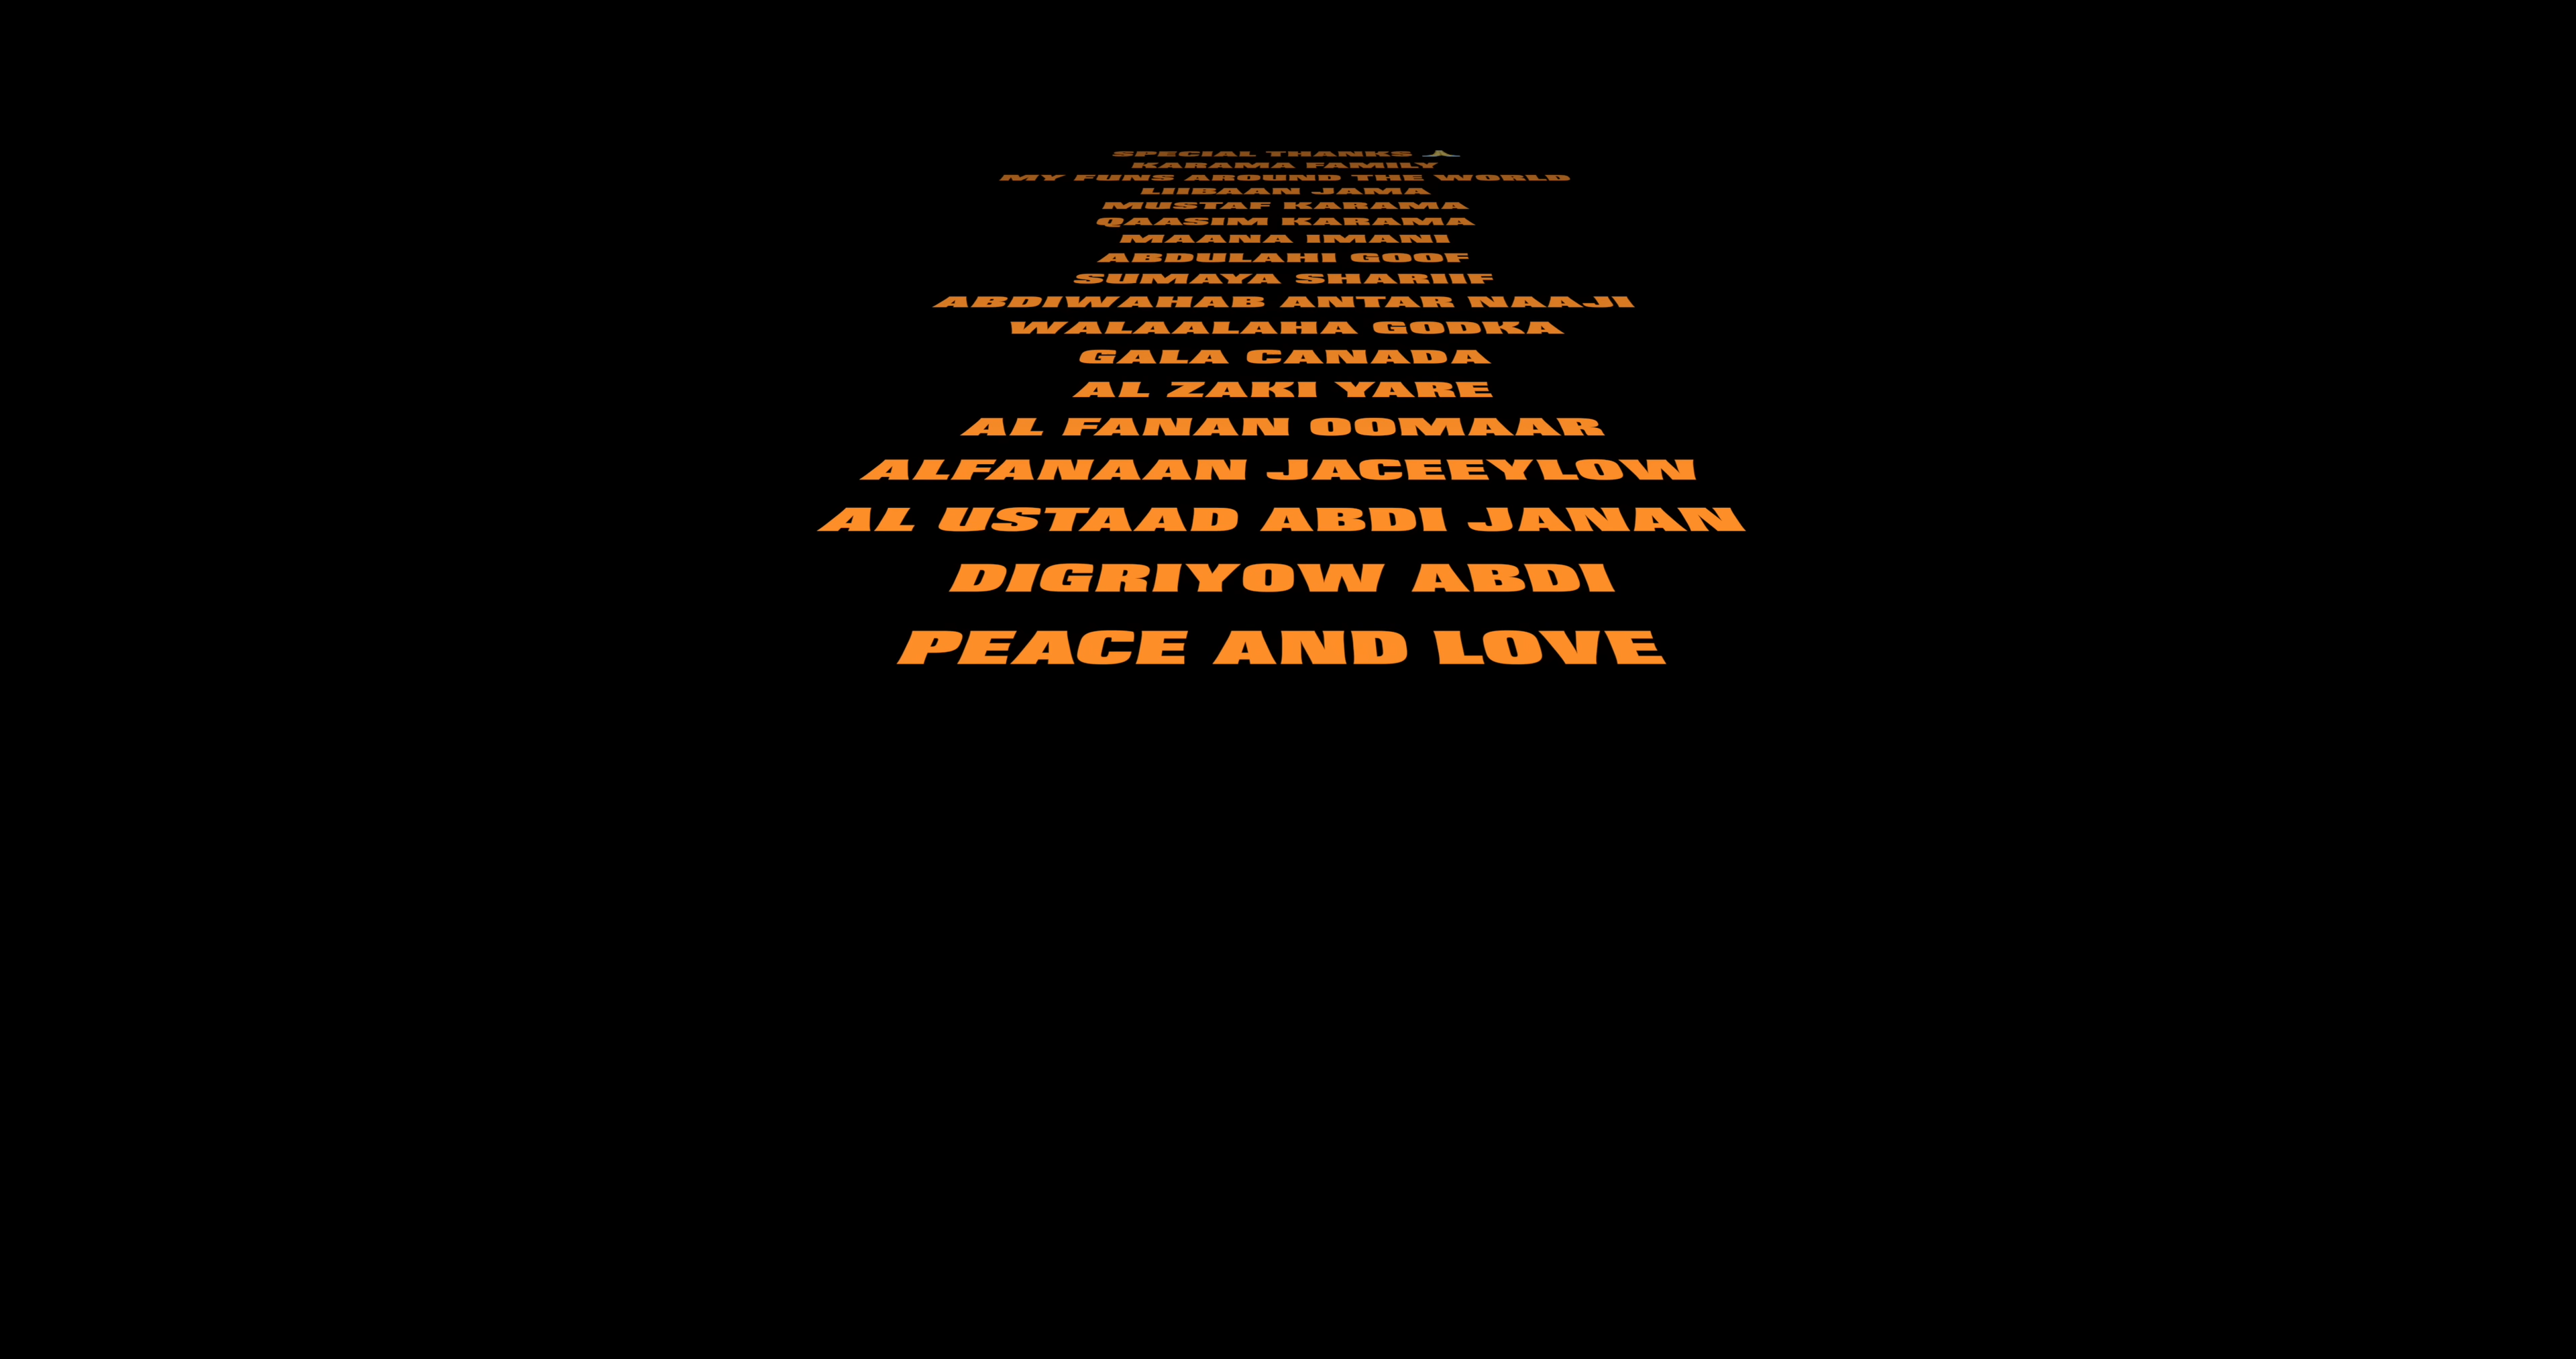 SPECIAL THANKS 🙏
KARAMA FAMILY
MY FUNS AROUND THE WORLD
LIIBAAN JAMA
MUSTAF KARAMA
QAASIM KARAMA
MAANA IMANI
ABDULAHI GOOF
SUMAYA SHARIIF
ABDIWAHAB ANTAR NAAJI
WALAALAHA GODKA
GALA CANADA
AL ZAKI YARE
AL FANAN OOMAAR
ALFANAAN JACEEYLOW
AL USTAAD ABDI JANAN
DIGRIYOW ABDI
PEACE AND LOVE